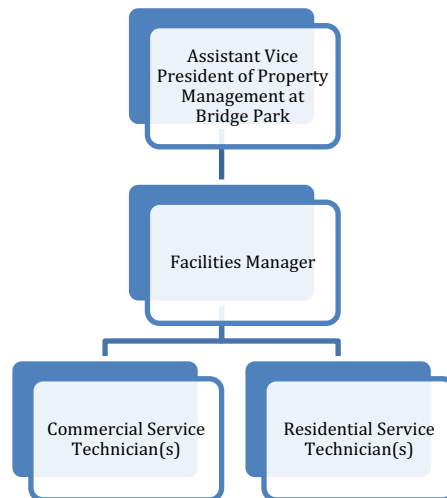 Assistant Vice
President of Property
Management at
Bridge Park
Facilities Manager
Commercial Service
Technician(s)
Residential Service
Technician(s)